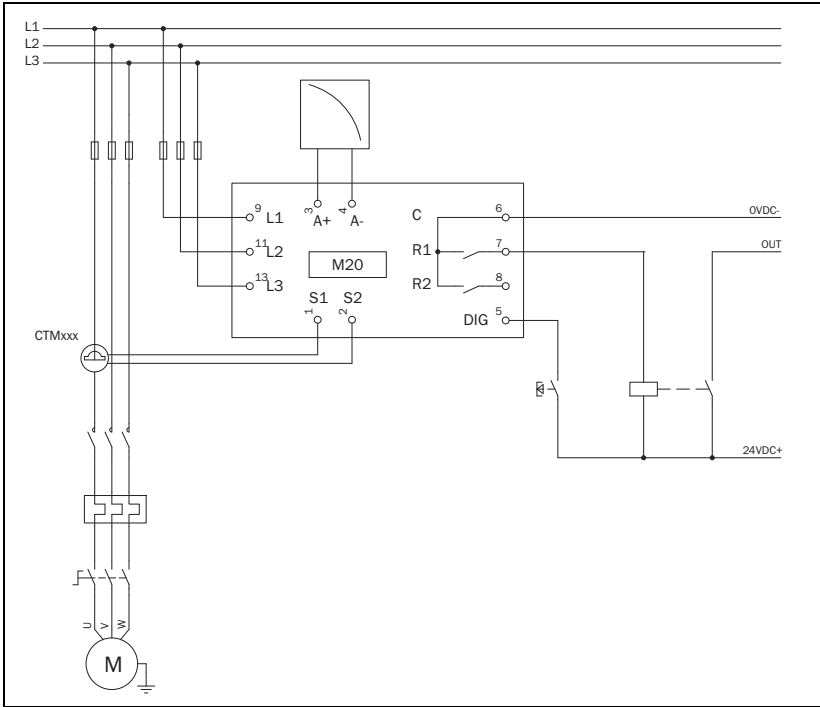 L1
L2
L3
3 4
A+ A-
9 L1
11 L2
13 L3
M20
S1 S2
1 2
C 6
R1 7
R2 8
DIG 5
0VDC-
OUT
24VDC+
CTMxxx
U V W
M